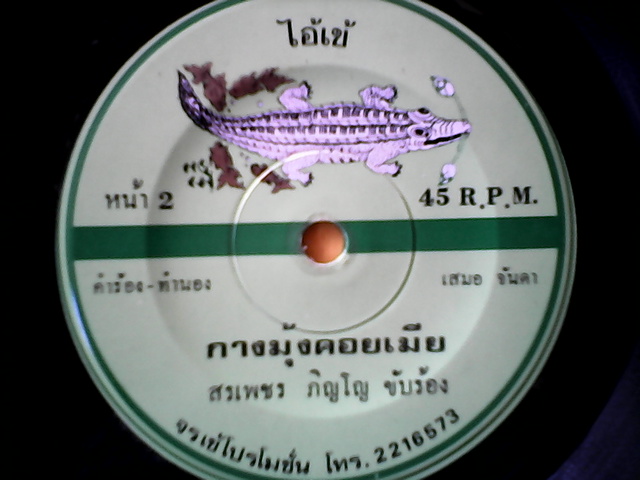 ไอ้เข้
หน้า 2
45 R.P.M.
คำร้อง-ทำนอง
เสมอ จันดา
กางมุ้งคอยเมีย
สรเพชร ภิญโญ ขับร้อง
จรเข้โปรโมชั่น โทร. 2216573